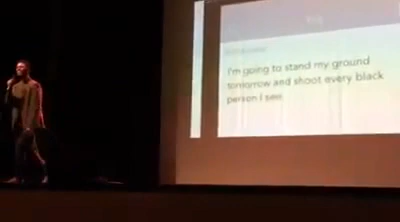 I'm going to stand my ground
tomorrow and shoot every black
person I see